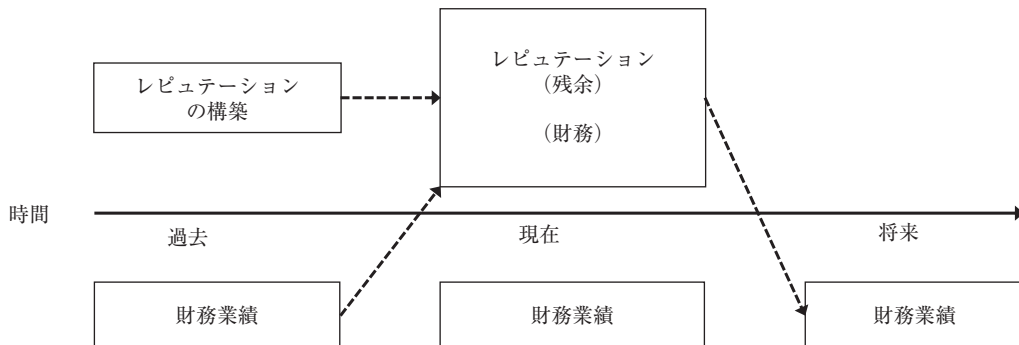 レピュテーション
の構築
レピュテーション
（残余）
（財務）
時間
過去
現在
将来
財務業績
財務業績
財務業績